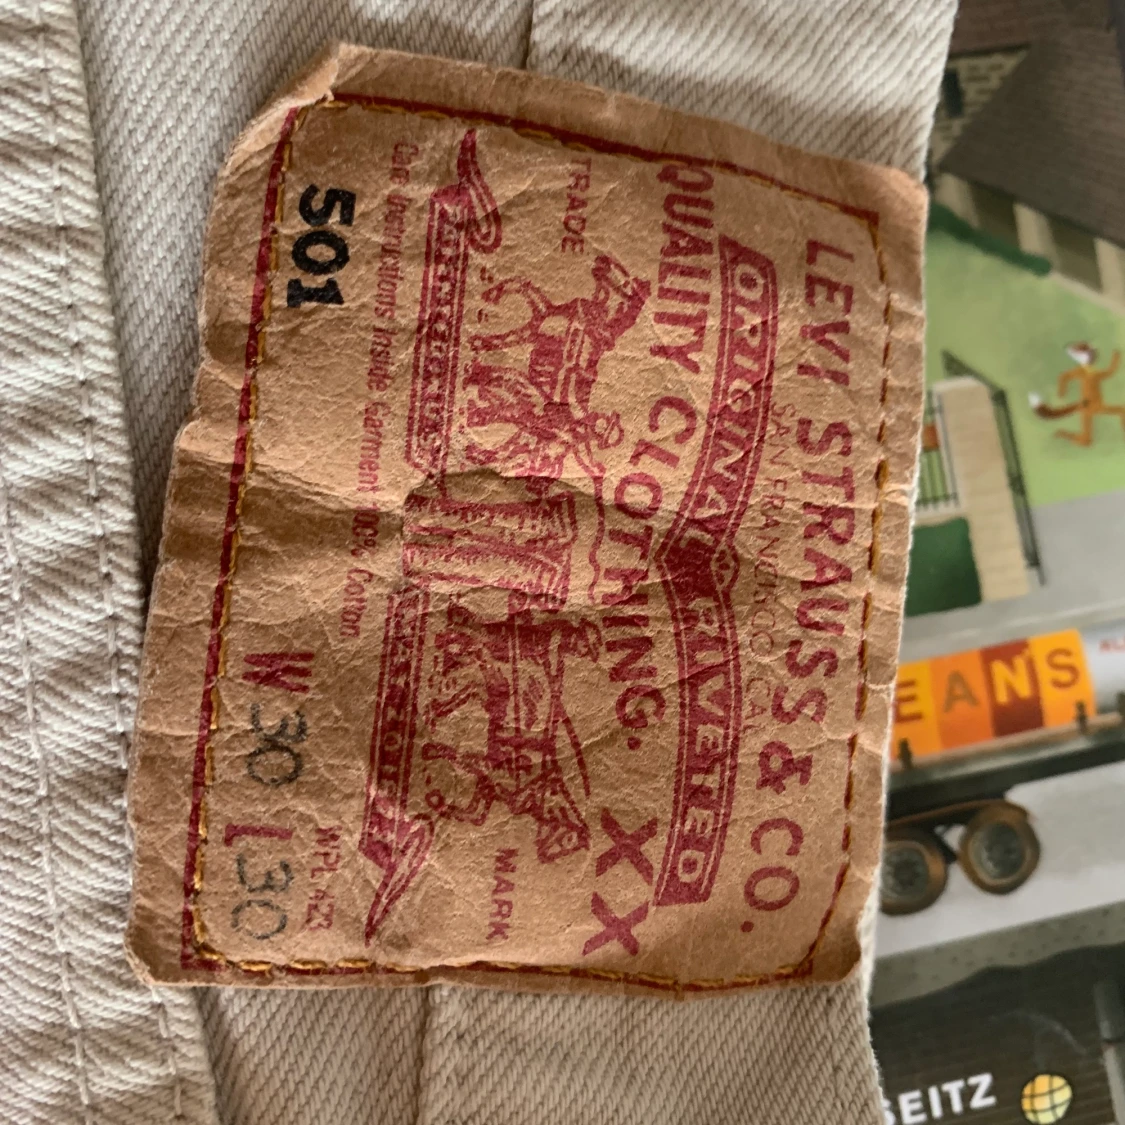 LEVI STRAUSS & CO.
SAN FRANCISCO CAL
ORIGINAL RIVETED
QUALITY CLOTHING.
XX
TRADE
MARK
Care Instructions Inside Garment 100% Cotton
WPL 423
501
W 30 L 30
EANS
SEITZ